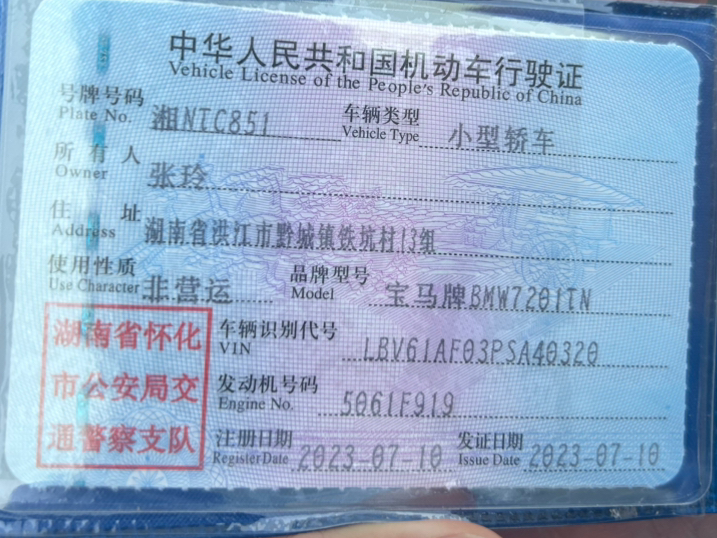 中华人民共和国机动车行驶证
Vehicle License of the People's Republic of China
号牌号码 湘NTC851 车辆类型 小型轿车
Plate No. Vehicle Type
所有人 张玲
Owner
住址 湖南省洪江市黔城镇铁坑村13组
Address
使用性质 非营运 品牌型号 宝马牌BMW7201TN
Use Character Model
湖南省怀化
市公安局交
通警察支队
车辆识别代号 LBV61AF03PSA40320
VIN
发动机号码 5061F919
Engine No.
注册日期 2023-07-10 发证日期 2023-07-10
Register Date Issue Date